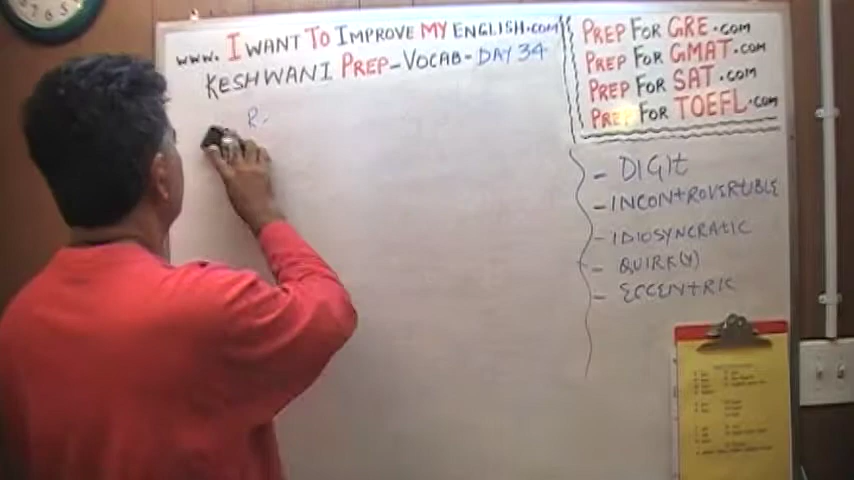 www. I WANT TO IMPROVE MY ENGLISH.COM
KESHWANI PREP-VOCAB-DAY 34
PREP FOR GRE.COM
PREP FOR GMAT.COM
PREP FOR SAT.COM
PREP FOR TOEFL.COM
R.
- DIGIT
- INCONTROVERTIBLE
- IDIOSYNCRATIC
- QUIRK(Y)
- ECCENTRIC